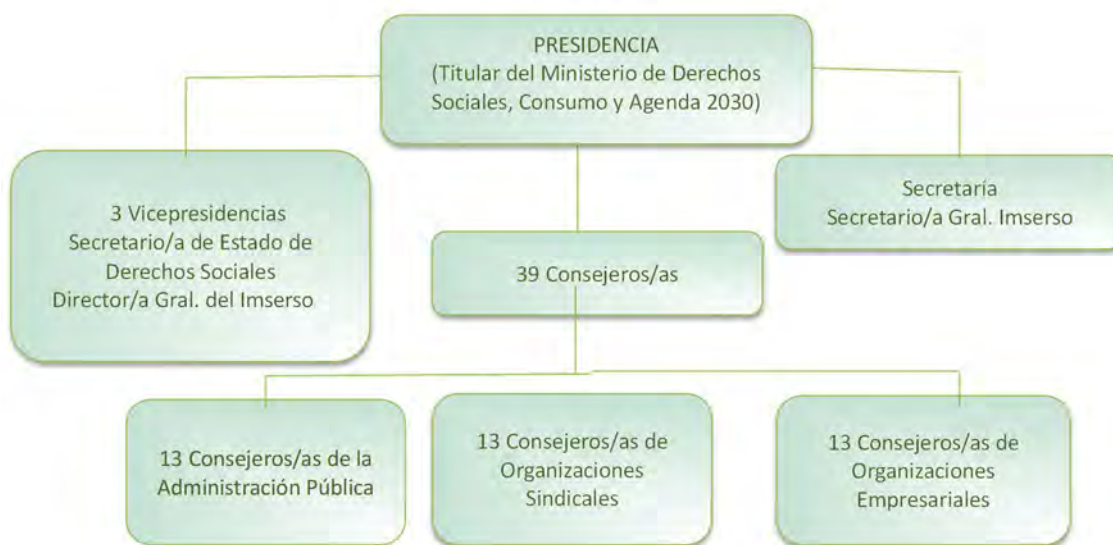 PRESIDENCIA
(Titular del Ministerio de Derechos
Sociales, Consumo y Agenda 2030)
3 Vicepresidencias
Secretario/a de Estado de
Derechos Sociales
Director/a Gral. del Imserso
Secretaría
Secretario/a Gral. Imserso
39 Consejeros/as
13 Consejeros/as de la
Administración Pública
13 Consejeros/as de
Organizaciones
Sindicales
13 Consejeros/as de
Organizaciones
Empresariales